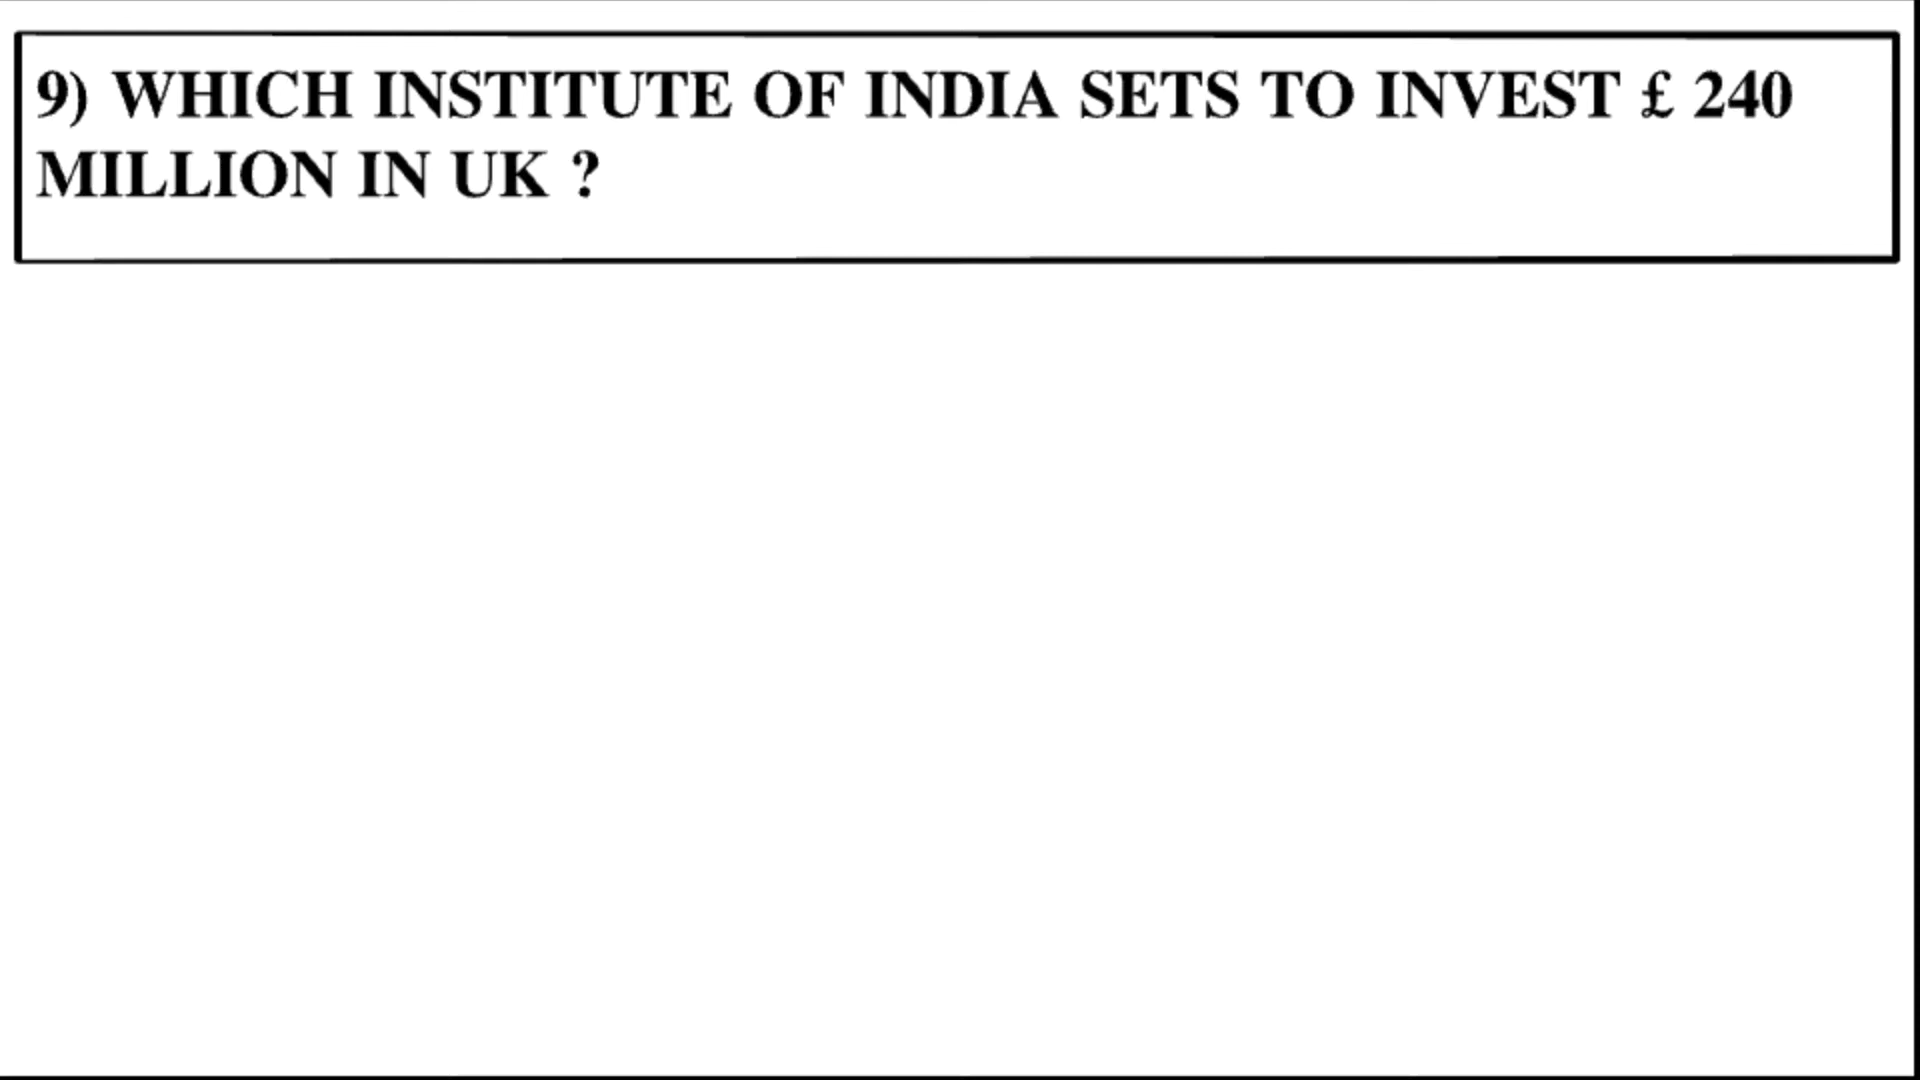 9) WHICH INSTITUTE OF INDIA SETS TO INVEST £ 240
MILLION IN UK ?